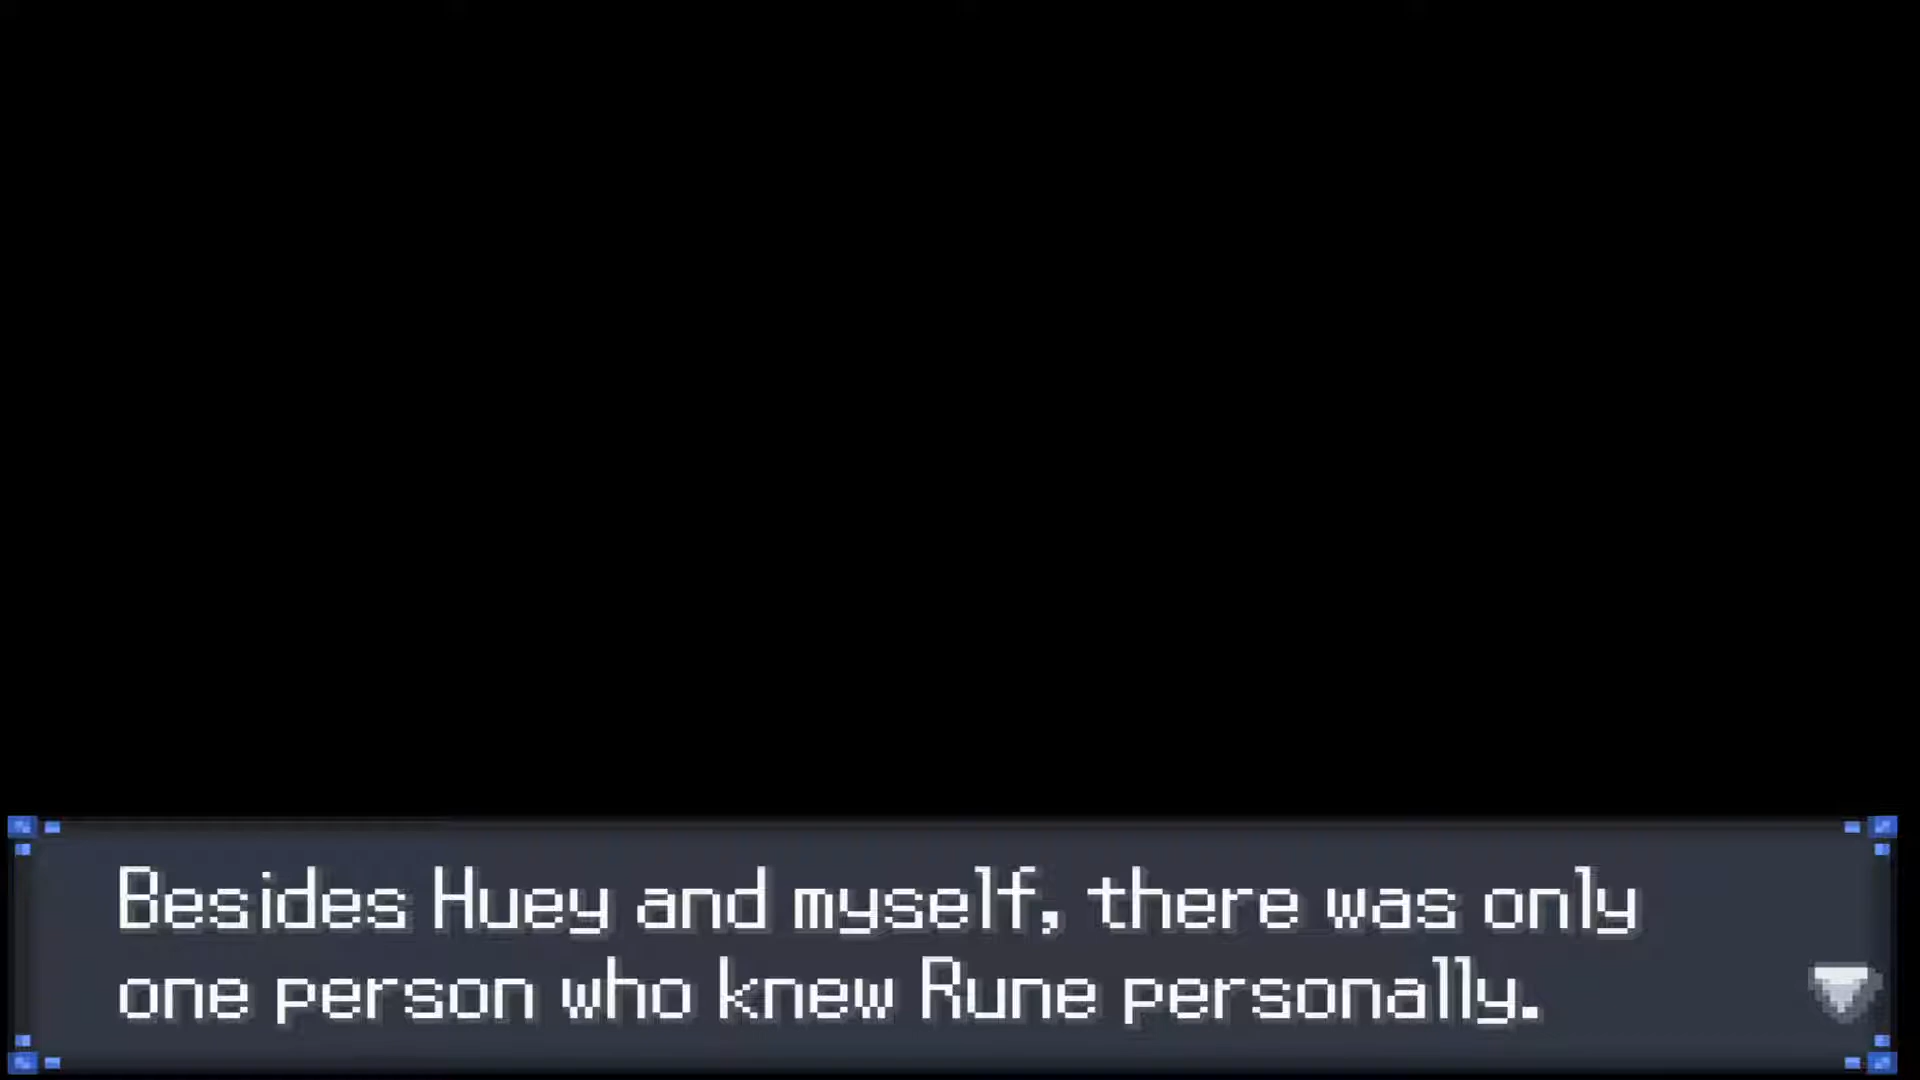 Besides Huey and myself, there was only
one person who knew Rune personally.